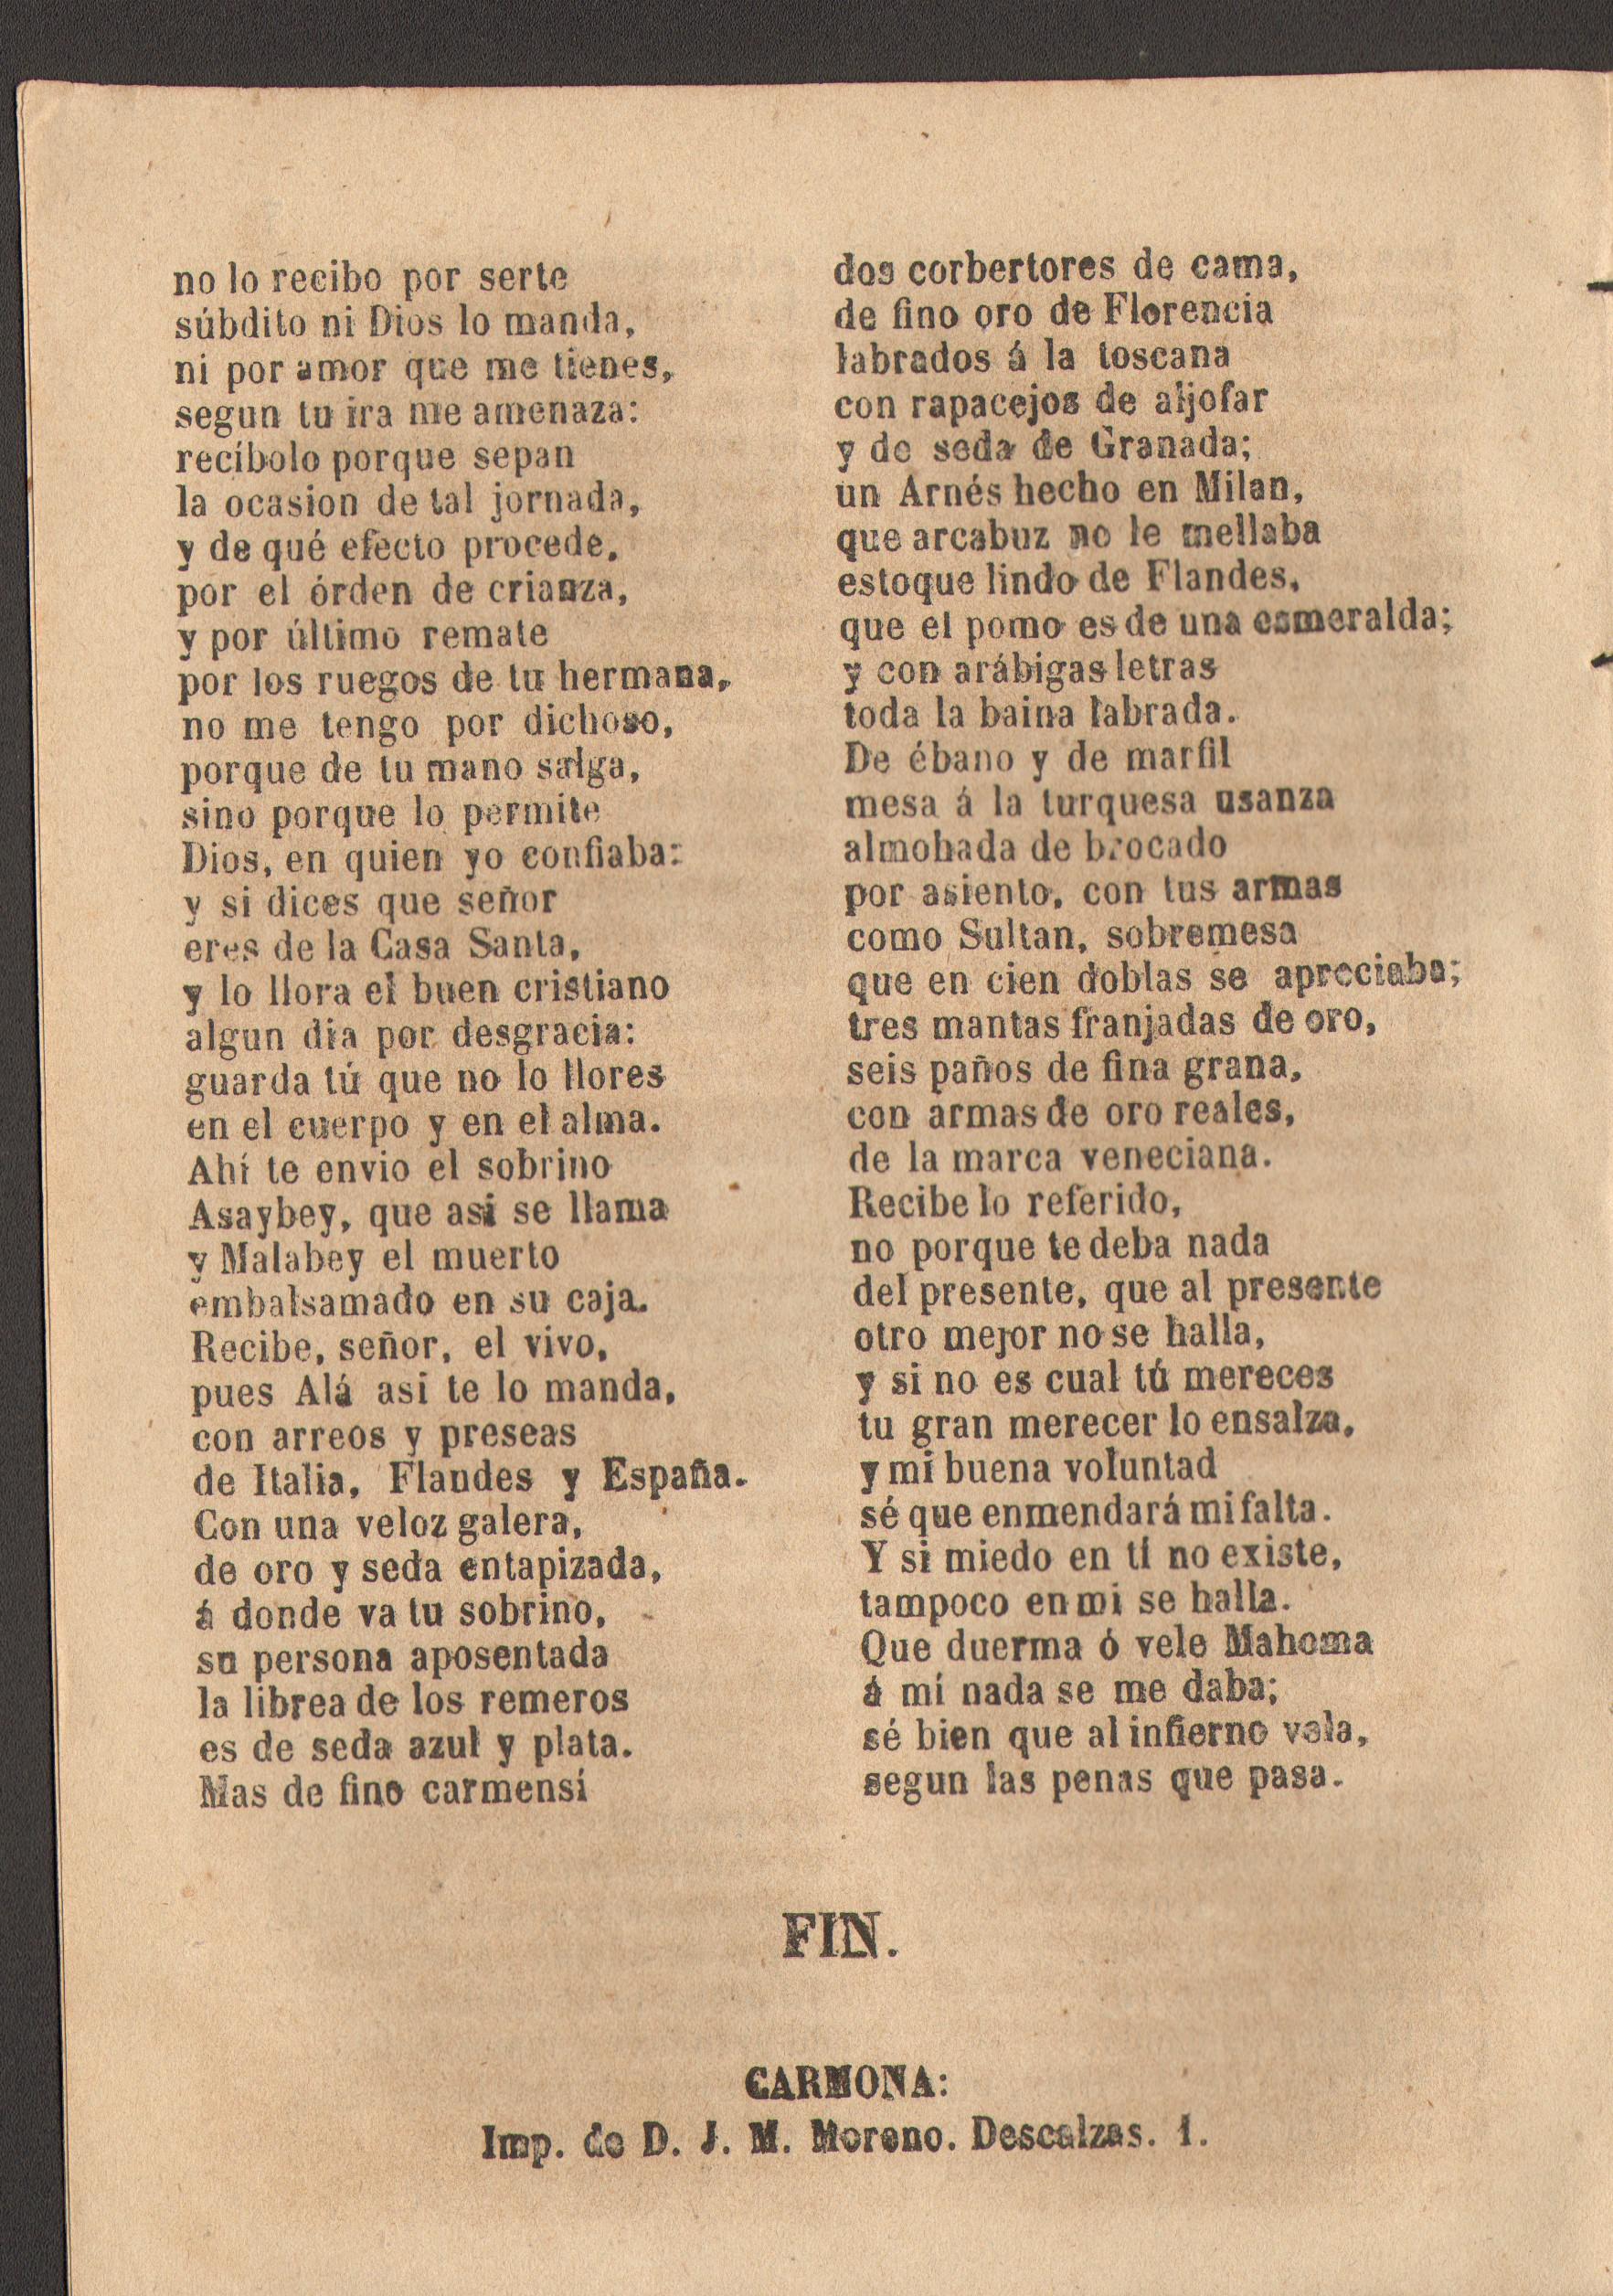 no lo recibo por serte
súbdito ni Dios lo manda,
ni por amor que me tienes,
segun tu ira me amenaza:
recíbolo porque sepan
la ocasion de tal jornada,
y de qué efecto procede,
por el órden de crianza,
y por último remate
por los ruegos de tu hermana,
no me tengo por dichoso,
porque de tu mano salga,
sino porque lo permite
Dios, en quien yo confiaba:
y si dices que señor
eres de la Casa Santa,
y lo llora el buen cristiano
algun dia por desgracia:
guarda tú que no lo llores
en el cuerpo y en el alma.
Ahí te envio el sobrino
Asaybey, que asi se llama
y Malabey el muerto
embalsamado en su caja.
Recibe, señor, el vivo,
pues Alá asi te lo manda,
con arreos y preseas
de Italia, Flandes y España.
Con una veloz galera,
de oro y seda entapizada,
á donde va tu sobrino,
su persona aposentada
la librea de los remeros
es de seda azul y plata.
Mas de fino carmensí
dos corbertores de cama,
de fino oro de Florencia
labrados á la toscana
con rapacejos de aljofar
y de seda de Granada;
un Arnés hecho en Milan,
que arcabuz no le mellaba
estoque lindo de Flandes,
que el pomo es de una esmeralda;
y con arábigas letras
toda la baina labrada.
De ébano y de marfil
mesa á la turquesa usanza
almohada de brocado
por asiento, con tus armas
como Sultan, sobremesa
que en cien doblas se apreciaba;
tres mantas franjadas de oro,
seis paños de fina grana,
con armas de oro reales,
de la marca veneciana.
Recibe lo referido,
no porque te deba nada
del presente, que al presente
otro mejor no se halla,
y si no es cual tú mereces
tu gran merecer lo ensalza,
y mi buena voluntad
sé que enmendará mi falta.
Y si miedo en tí no existe,
tampoco en mi se halla.
Que duerma ó vele Mahoma
á mí nada se me daba;
sé bien que al infierno vela,
segun las penas que pasa.
FIN.
CARMONA:
Imp. de D. J. M. Moreno. Descalzas. 1.